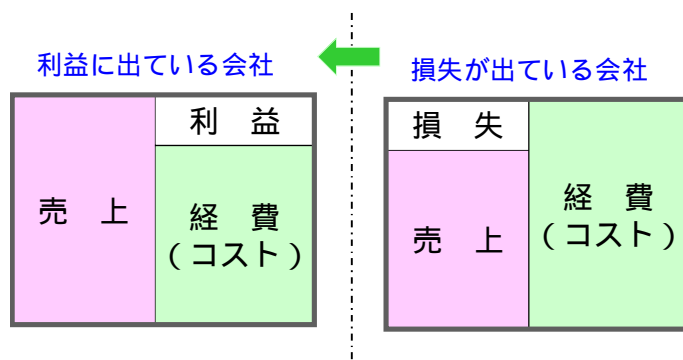 利益に出ている会社
利　益
売　上
経　費
(コスト)
損失が出ている会社
損　失
売　上
経　費
(コスト)